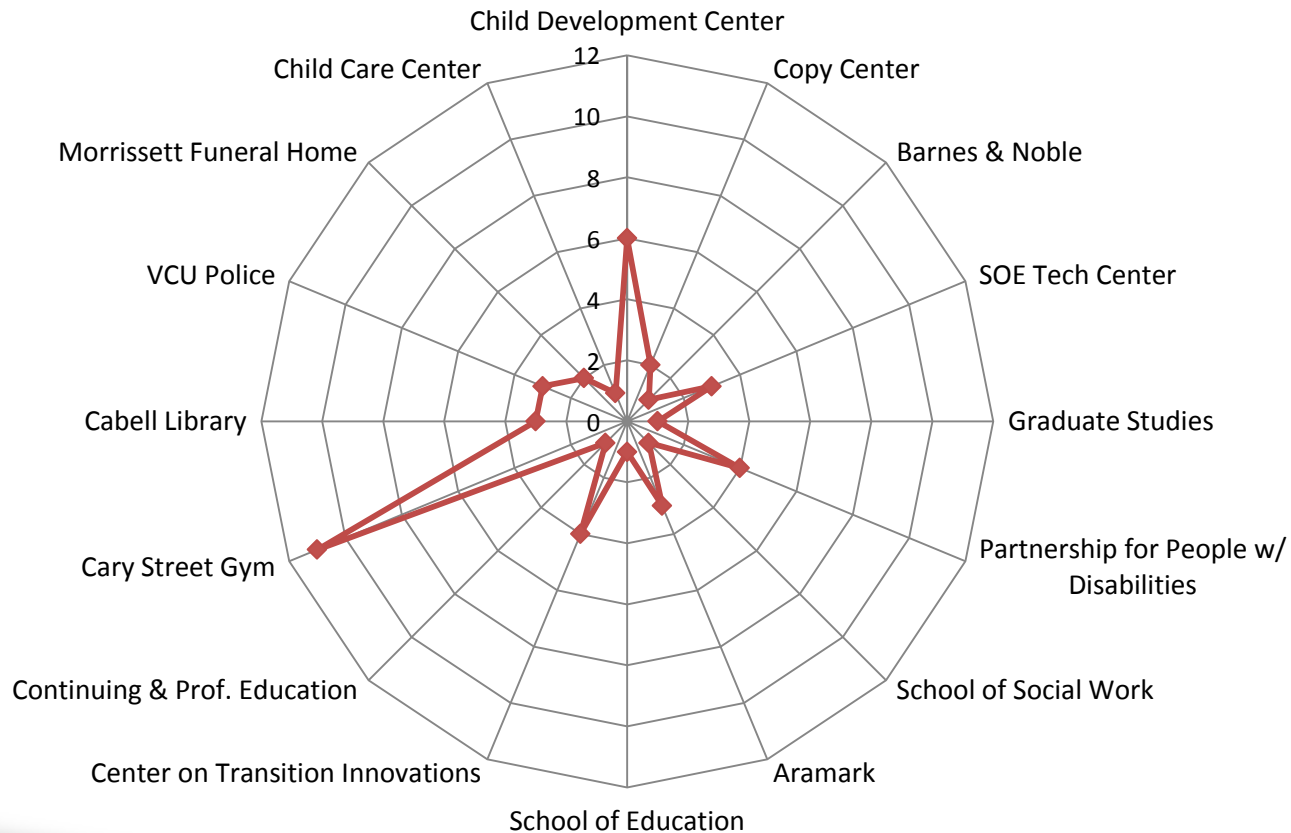 Child Development Center
12
Child Care Center
Copy Center
10
Morrissett Funeral Home
Barnes & Noble
8
6
VCU Police
SOE Tech Center
4
2
Cabell Library
0
Graduate Studies
Cary Street Gym
Partnership for People w/
Disabilities
Continuing & Prof. Education
School of Social Work
Center on Transition Innovations
Aramark
School of Education